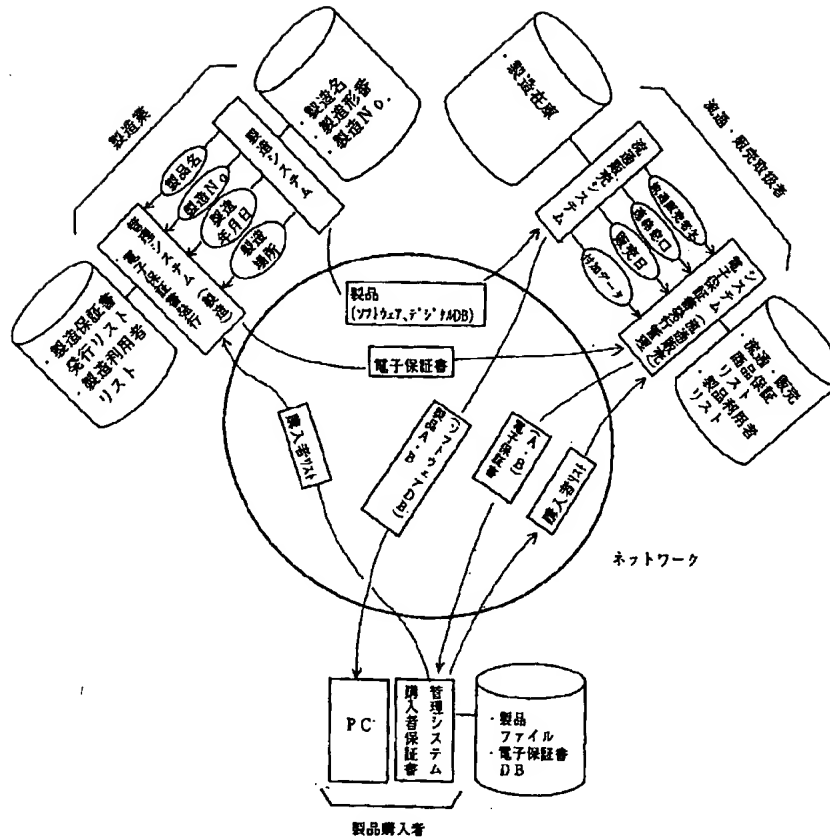 製造業
・製造名
・製造形番
・製造No.
製造システム
製品名
製造No
製造
年月日
製造
場所
電子保証書発行
管理システム(製造)
・製造保証書
発行リスト
・製造利用者
リスト
・製造在庫
流通・販売取扱者
流通販売システム
流通販売者名
連絡窓口
販売日
付加データ
電子保証書発行管理
システム(流通販売)
・流通・販売
商品保証
リスト
・製品利用者
リスト
製品
(ソフトウェア、デジタルDB)
電子保証書
購入者リスト
製品A・B
(ソフトウェアDB)
電子保証書
(A・B)
購入者リスト
ネットワーク
PC
購入者保証書
管理システム
・製品
ファイル
・電子保証書
DB
製品購入者